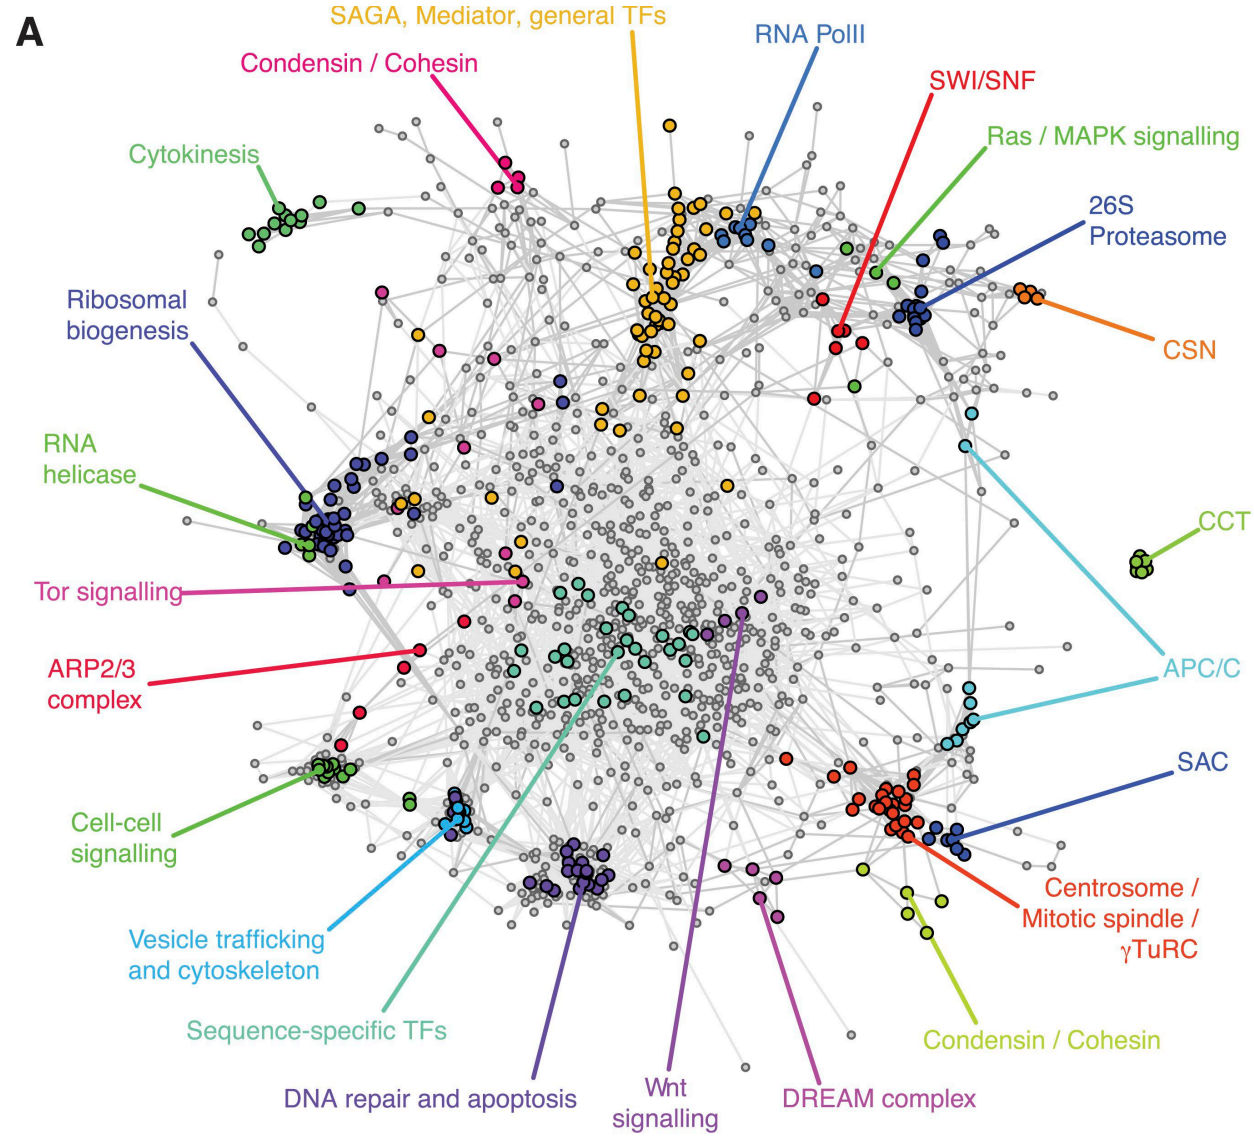 A
SAGA, Mediator, general TFs
RNA PolII
Condensin / Cohesin
SWI/SNF
Ras / MAPK signalling
Cytokinesis
26S
Proteasome
Ribosomal
biogenesis
CSN
RNA
helicase
CCT
Tor signalling
ARP2/3
complex
APC/C
SAC
Cell-cell
signalling
Centrosome /
Mitotic spindle /
γTuRC
Vesicle trafficking
and cytoskeleton
Sequence-specific TFs
Condensin / Cohesin
DNA repair and apoptosis
Wnt
signalling
DREAM complex